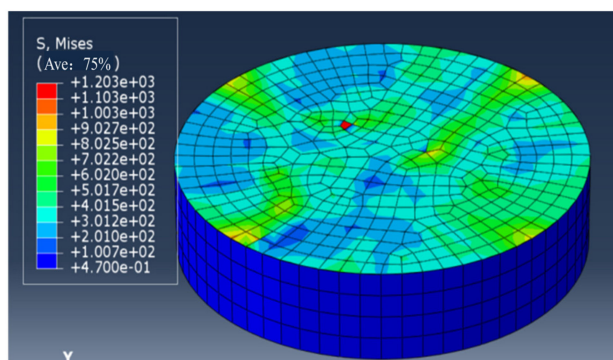 S, Mises
(Ave: 75%)
+1.203e+03
+1.103e+03
+1.003e+03
+9.027e+02
+8.025e+02
+7.022e+02
+6.020e+02
+5.017e+02
+4.015e+02
+3.012e+02
+2.010e+02
+1.007e+02
+4.700e-01
Y